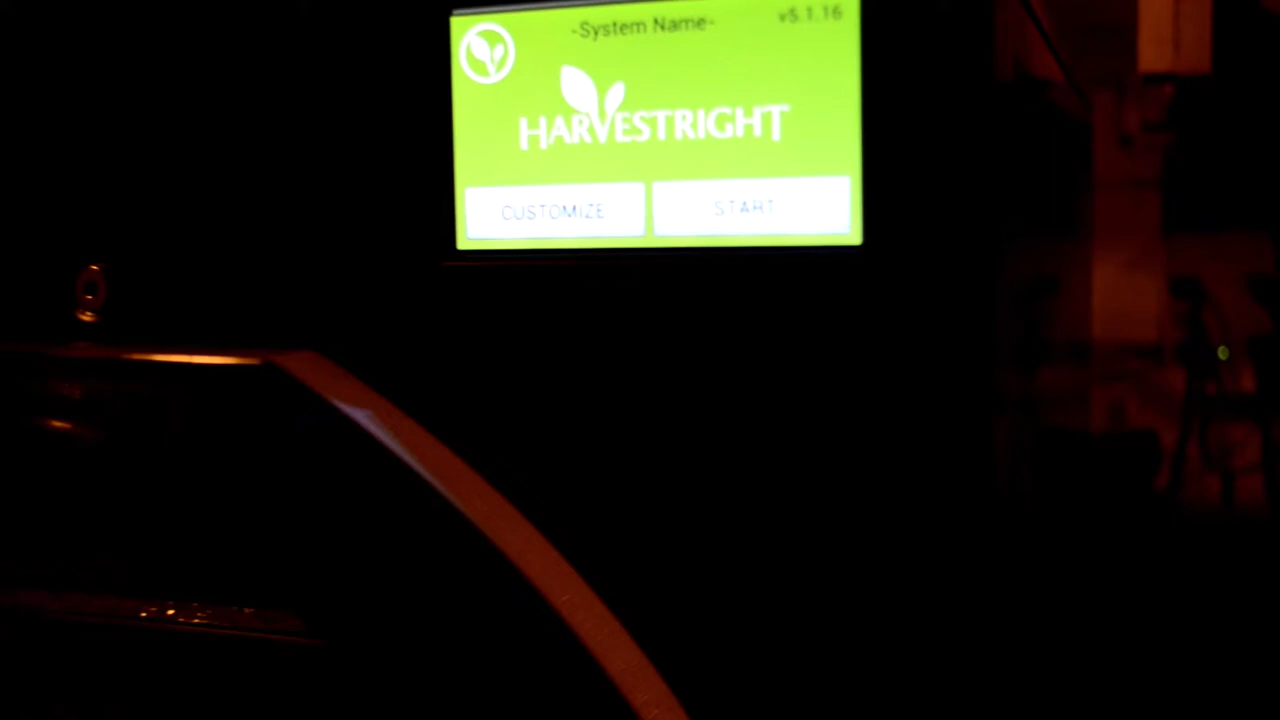 -System Name-
v5.1.16
HARVESTRIGHT
CUSTOMIZE
START